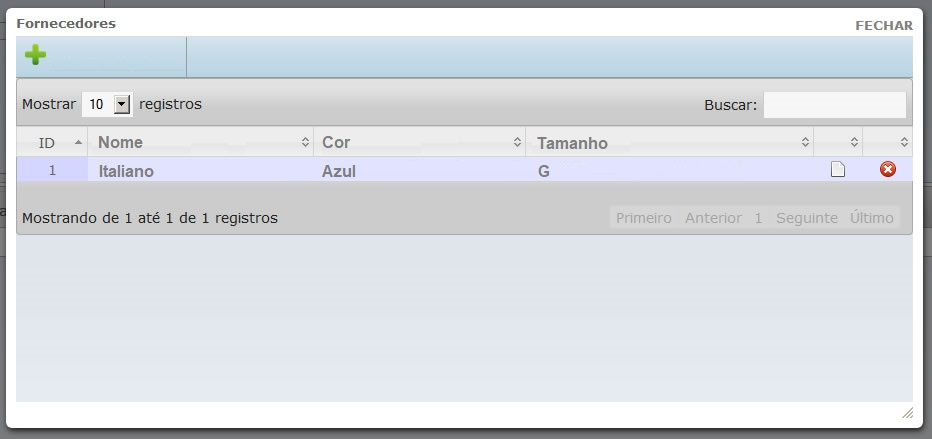 Fornecedores FECHAR
Mostrar 10 registros Buscar:
ID Nome Cor Tamanho
1 Italiano Azul G
Mostrando de 1 até 1 de 1 registros Primeiro Anterior 1 Seguinte Último